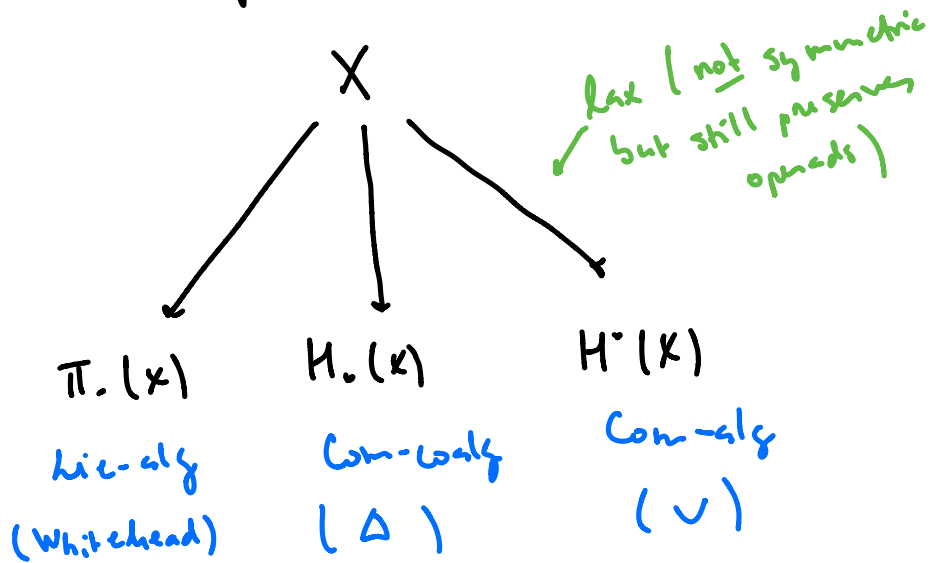 X
lax (not symmetric
but still preserves
operads)
π.(X)
H.(X)
H˙(X)
Lie-alg
Com-coalg
Com-alg
(Whitehead)
(Δ)
(∪)